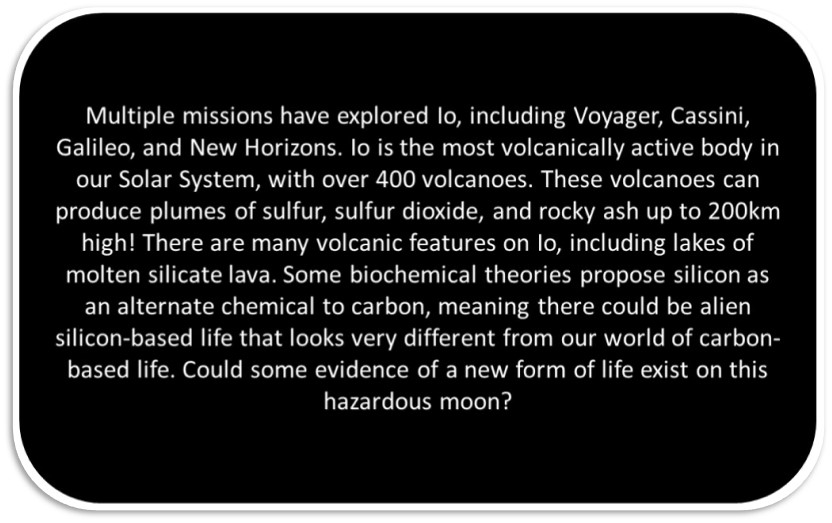 Multiple missions have explored Io, including Voyager, Cassini,
Galileo, and New Horizons. Io is the most volcanically active body in
our Solar System, with over 400 volcanoes. These volcanoes can
produce plumes of sulfur, sulfur dioxide, and rocky ash up to 200km
high! There are many volcanic features on Io, including lakes of
molten silicate lava. Some biochemical theories propose silicon as
an alternate chemical to carbon, meaning there could be alien
silicon-based life that looks very different from our world of carbon-
based life. Could some evidence of a new form of life exist on this
hazardous moon?